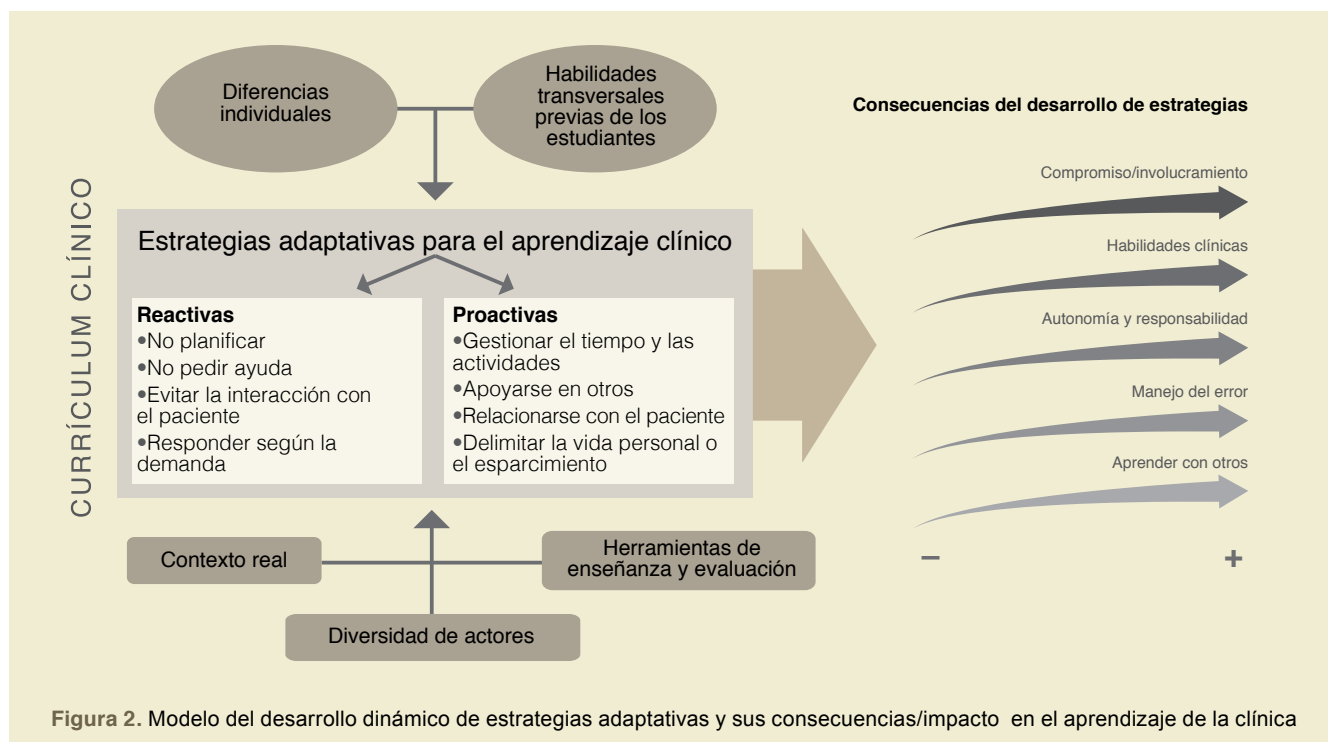 Diferencias
individuales
Habilidades
transversales
previas de los
estudiantes
Consecuencias del desarrollo de estrategias
CURRÍCULUM CLÍNICO
Estrategias adaptativas para el aprendizaje clínico
Reactivas
•No planificar
•No pedir ayuda
•Evitar la interacción con
el paciente
•Responder según la
demanda
Proactivas
•Gestionar el tiempo y las
actividades
•Apoyarse en otros
•Relacionarse con el paciente
•Delimitar la vida personal o
el esparcimiento
Compromiso/involucramiento
Habilidades clínicas
Autonomía y responsabilidad
Manejo del error
Aprender con otros
− +
Contexto real
Herramientas de
enseñanza y evaluación
Diversidad de actores
Figura 2. Modelo del desarrollo dinámico de estrategias adaptativas y sus consecuencias/impacto en el aprendizaje de la clínica